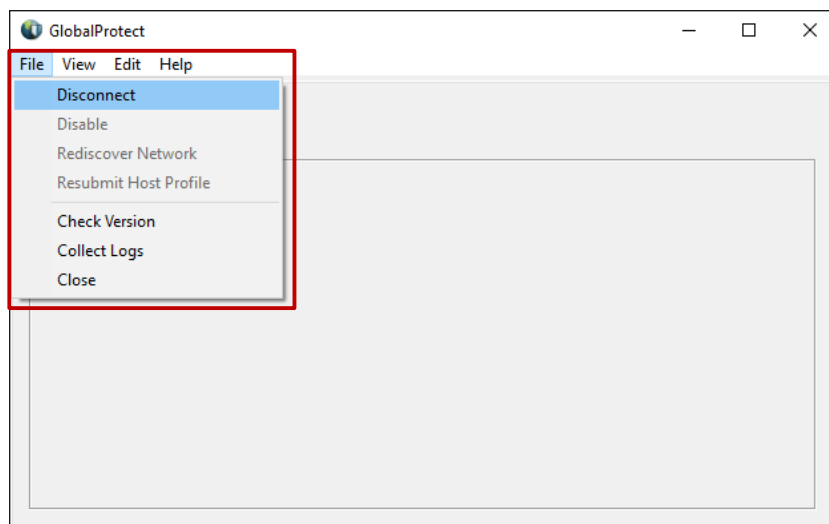 GlobalProtect
File View Edit Help
Disconnect
Disable
Rediscover Network
Resubmit Host Profile
Check Version
Collect Logs
Close